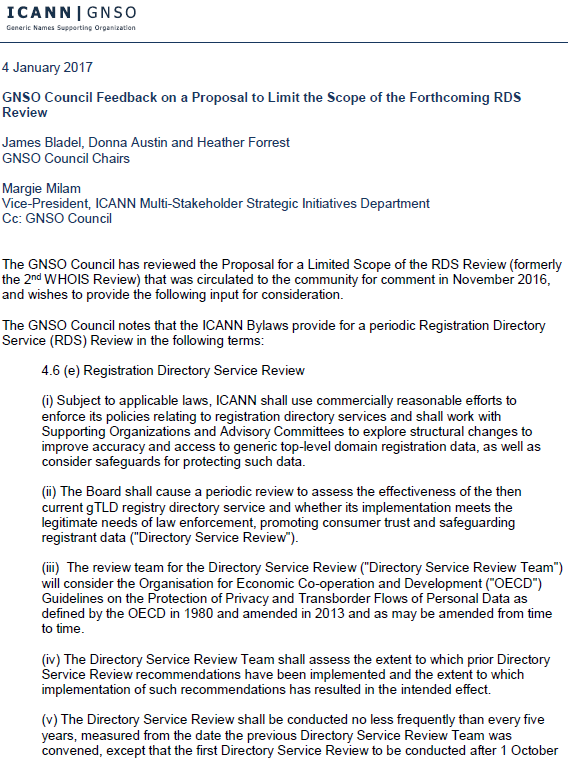 ICANN | GNSO
Generic Names Supporting Organization
4 January 2017
GNSO Council Feedback on a Proposal to Limit the Scope of the Forthcoming RDS
Review
James Bladel, Donna Austin and Heather Forrest
GNSO Council Chairs
Margie Milam
Vice-President, ICANN Multi-Stakeholder Strategic Initiatives Department
Cc: GNSO Council
The GNSO Council has reviewed the Proposal for a Limited Scope of the RDS Review (formerly
the 2nd WHOIS Review) that was circulated to the community for comment in November 2016,
and wishes to provide the following input for consideration.
The GNSO Council notes that the ICANN Bylaws provide for a periodic Registration Directory
Service (RDS) Review in the following terms:
4.6 (e) Registration Directory Service Review
(i) Subject to applicable laws, ICANN shall use commercially reasonable efforts to
enforce its policies relating to registration directory services and shall work with
Supporting Organizations and Advisory Committees to explore structural changes to
improve accuracy and access to generic top-level domain registration data, as well as
consider safeguards for protecting such data.
(ii) The Board shall cause a periodic review to assess the effectiveness of the then
current gTLD registry directory service and whether its implementation meets the
legitimate needs of law enforcement, promoting consumer trust and safeguarding
registrant data ("Directory Service Review").
(iii) The review team for the Directory Service Review ("Directory Service Review Team")
will consider the Organisation for Economic Co-operation and Development ("OECD")
Guidelines on the Protection of Privacy and Transborder Flows of Personal Data as
defined by the OECD in 1980 and amended in 2013 and as may be amended from time
to time.
(iv) The Directory Service Review Team shall assess the extent to which prior Directory
Service Review recommendations have been implemented and the extent to which
implementation of such recommendations has resulted in the intended effect.
(v) The Directory Service Review shall be conducted no less frequently than every five
years, measured from the date the previous Directory Service Review Team was
convened, except that the first Directory Service Review to be conducted after 1 October